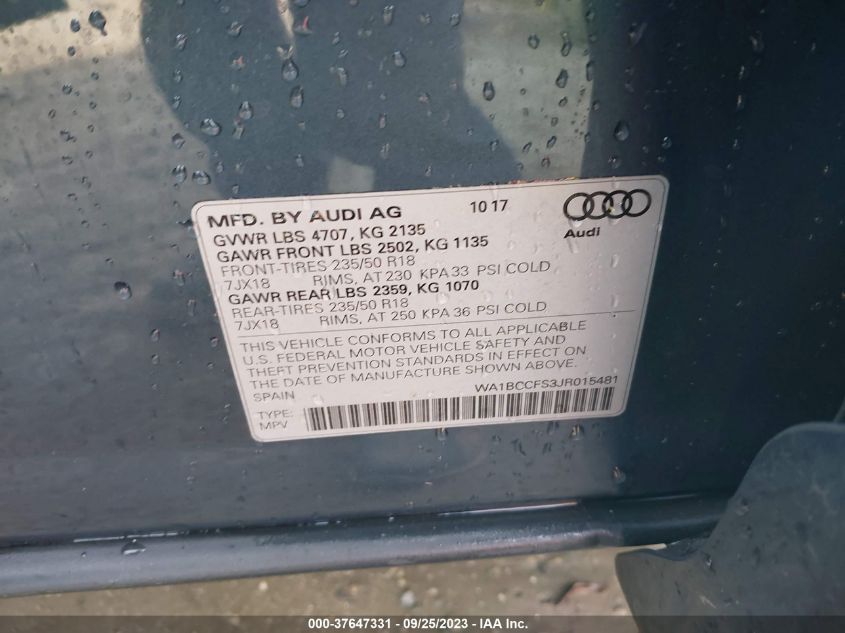 MFD. BY AUDI AG 10 17
GVWR LBS 4707, KG 2135
GAWR FRONT LBS 2502, KG 1135
FRONT-TIRES 235/50 R18
7JX18 RIMS, AT 230 KPA 33 PSI COLD
GAWR REAR LBS 2359, KG 1070
REAR-TIRES 235/50 R18
7JX18 RIMS, AT 250 KPA 36 PSI COLD
Audi
THIS VEHICLE CONFORMS TO ALL APPLICABLE
U.S. FEDERAL MOTOR VEHICLE SAFETY AND
THEFT PREVENTION STANDARDS IN EFFECT ON
THE DATE OF MANUFACTURE SHOWN ABOVE.
SPAIN WA1BCCFS3JR015481
TYPE:
MPV
000-37647331 - 09/25/2023 - WA INC.